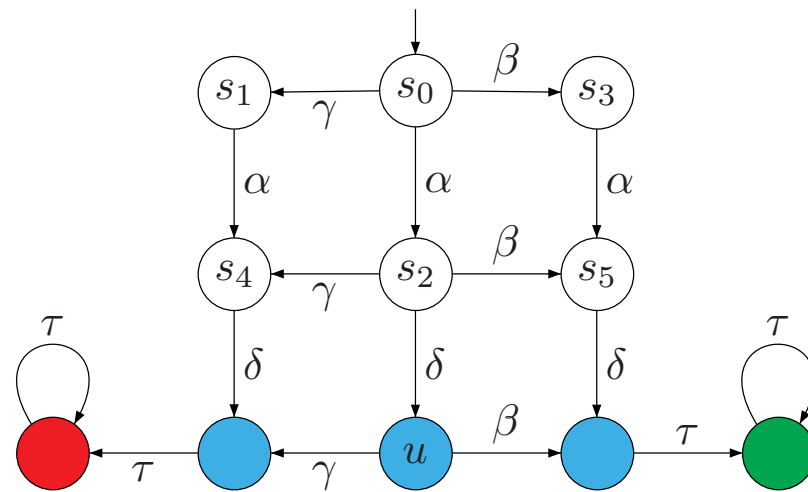 s₁ γ s₀ β s₃
α α α
s₄ γ s₂ β s₅
τ δ δ δ τ
τ γ u β τ